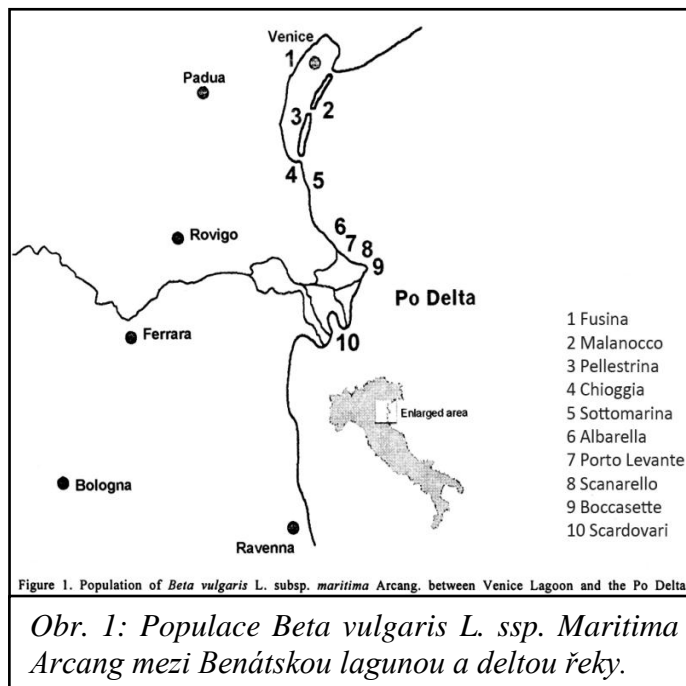 Venice
1
Padua
2
3
4
5
Rovigo
6
7
8
9
Po Delta
Ferrara
10
1 Fusina
2 Malanocco
3 Pellestrina
4 Chioggia
5 Sottomarina
6 Albarella
7 Porto Levante
8 Scanarello
9 Boccasette
10 Scardovari
Enlarged area
Bologna
Ravenna
Figure 1. Population of Beta vulgaris L. subsp. maritima Arcang. between Venice Lagoon and the Po Delta
Obr. 1: Populace Beta vulgaris L. ssp. Maritima
Arcang mezi Benátskou lagunou a deltou řeky.